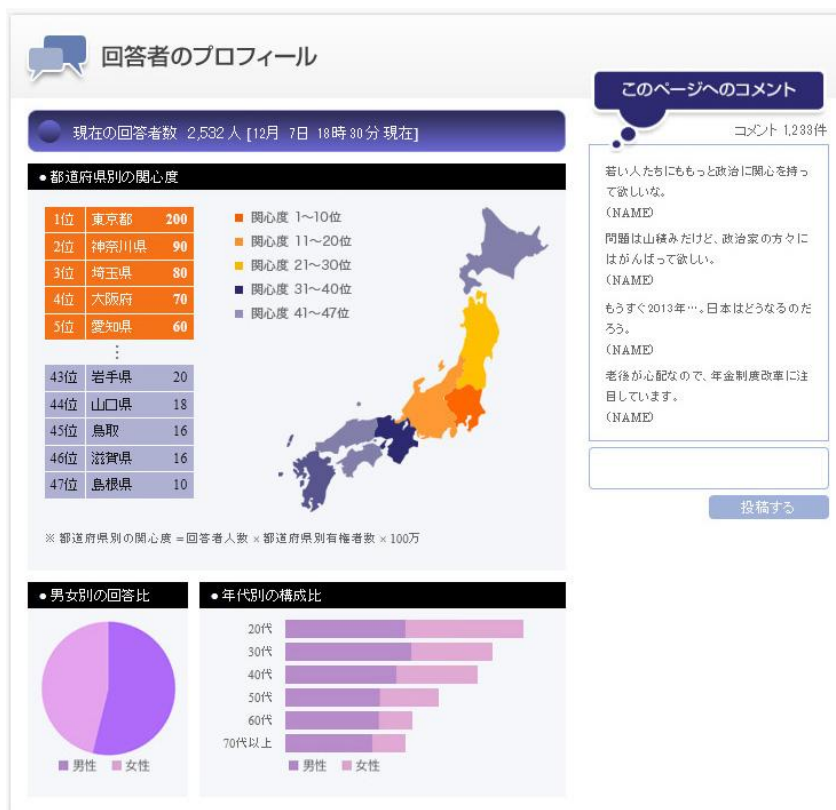 回答者のプロフィール
現在の回答者数 2,532人 [12月 7日 18時30分 現在]
●都道府県別の関心度
1位 東京都 200
2位 神奈川県 90
3位 埼玉県 80
4位 大阪府 70
5位 愛知県 60
⋮
43位 岩手県 20
44位 山口県 18
45位 鳥取 16
46位 滋賀県 16
47位 島根県 10
関心度 1～10位
関心度 11～20位
関心度 21～30位
関心度 31～40位
関心度 41～47位
※ 都道府県別の関心度 =回答者人数 × 都道府県別有権者数 × 100万
●男女別の回答比
男性 女性
●年代別の構成比
20代
30代
40代
50代
60代
70代以上
男性 女性
このページへのコメント
コメント 1,233件
若い人たちにももっと政治に関心を持っ
て欲しいな。
(NAME)
問題は山積みだけど、政治家の方々に
はがんばって欲しい。
(NAME)
もうすぐ2013年…。日本はどうなるのだ
ろう。
(NAME)
老後が心配なので、年金制度改革に注
目しています。
(NAME)
投稿する